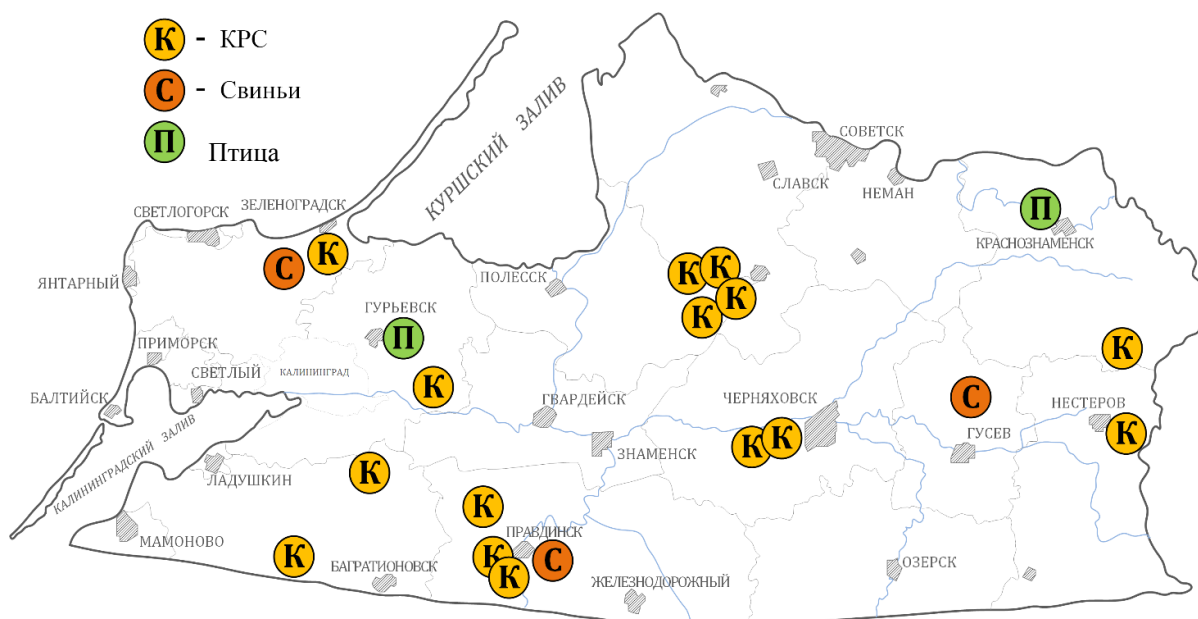 К - КРС
С - Свиньи
П Птица
КУРШСКИЙ ЗАЛИВ
СОВЕТСК
СЛАВСК
НЕМАН
ЗЕЛЕНОГРАДСК
СВЕТЛОГОРСК
П
КРАСНОЗНАМЕНСК
К
С
ЯНТАРНЫЙ
ПОЛЕССК
К
К
К
К
ГУРЬЕВСК
П
ПРИМОРСК
К
СВЕТЛЫЙ
КАЛИНИНГРАД
К
БАЛТИЙСК
ГВАРДЕЙСК
ЧЕРНЯХОВСК
С
НЕСТЕРОВ
К
ГУСЕВ
К
К
КАЛИНИНГРАДСКИЙ ЗАЛИВ
ЗНАМЕНСК
ЛАДУШКИН
К
К
МАМОНОВО
ПРАВДИНСК
К
К
К
С
БАГРАТИОНОВСК
ЖЕЛЕЗНОДОРОЖНЫЙ
ОЗЕРСК